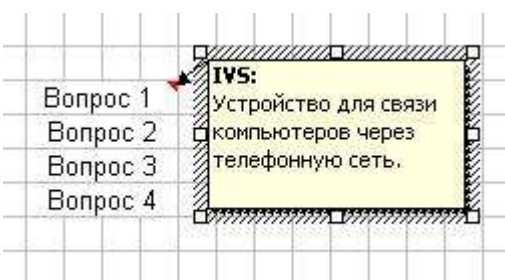 IVS:
Устройство для связи
компьютеров через
телефонную сеть.
Вопрос 1
Вопрос 2
Вопрос 3
Вопрос 4